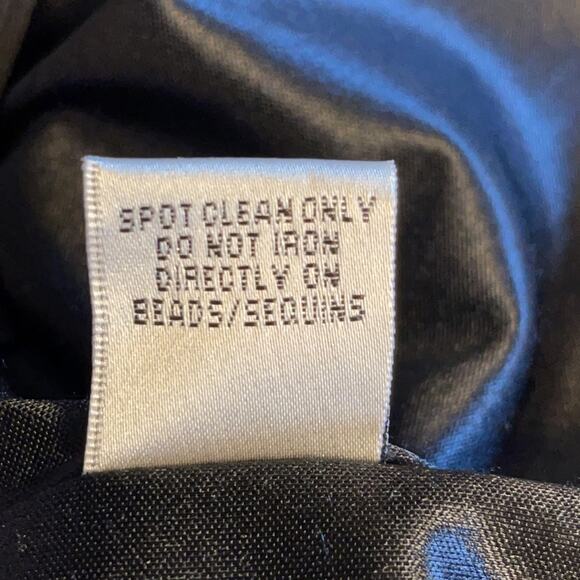 SPOT CLEAN ONLY
DO NOT IRON
DIRECTLY ON
BEADS/SEQUINS